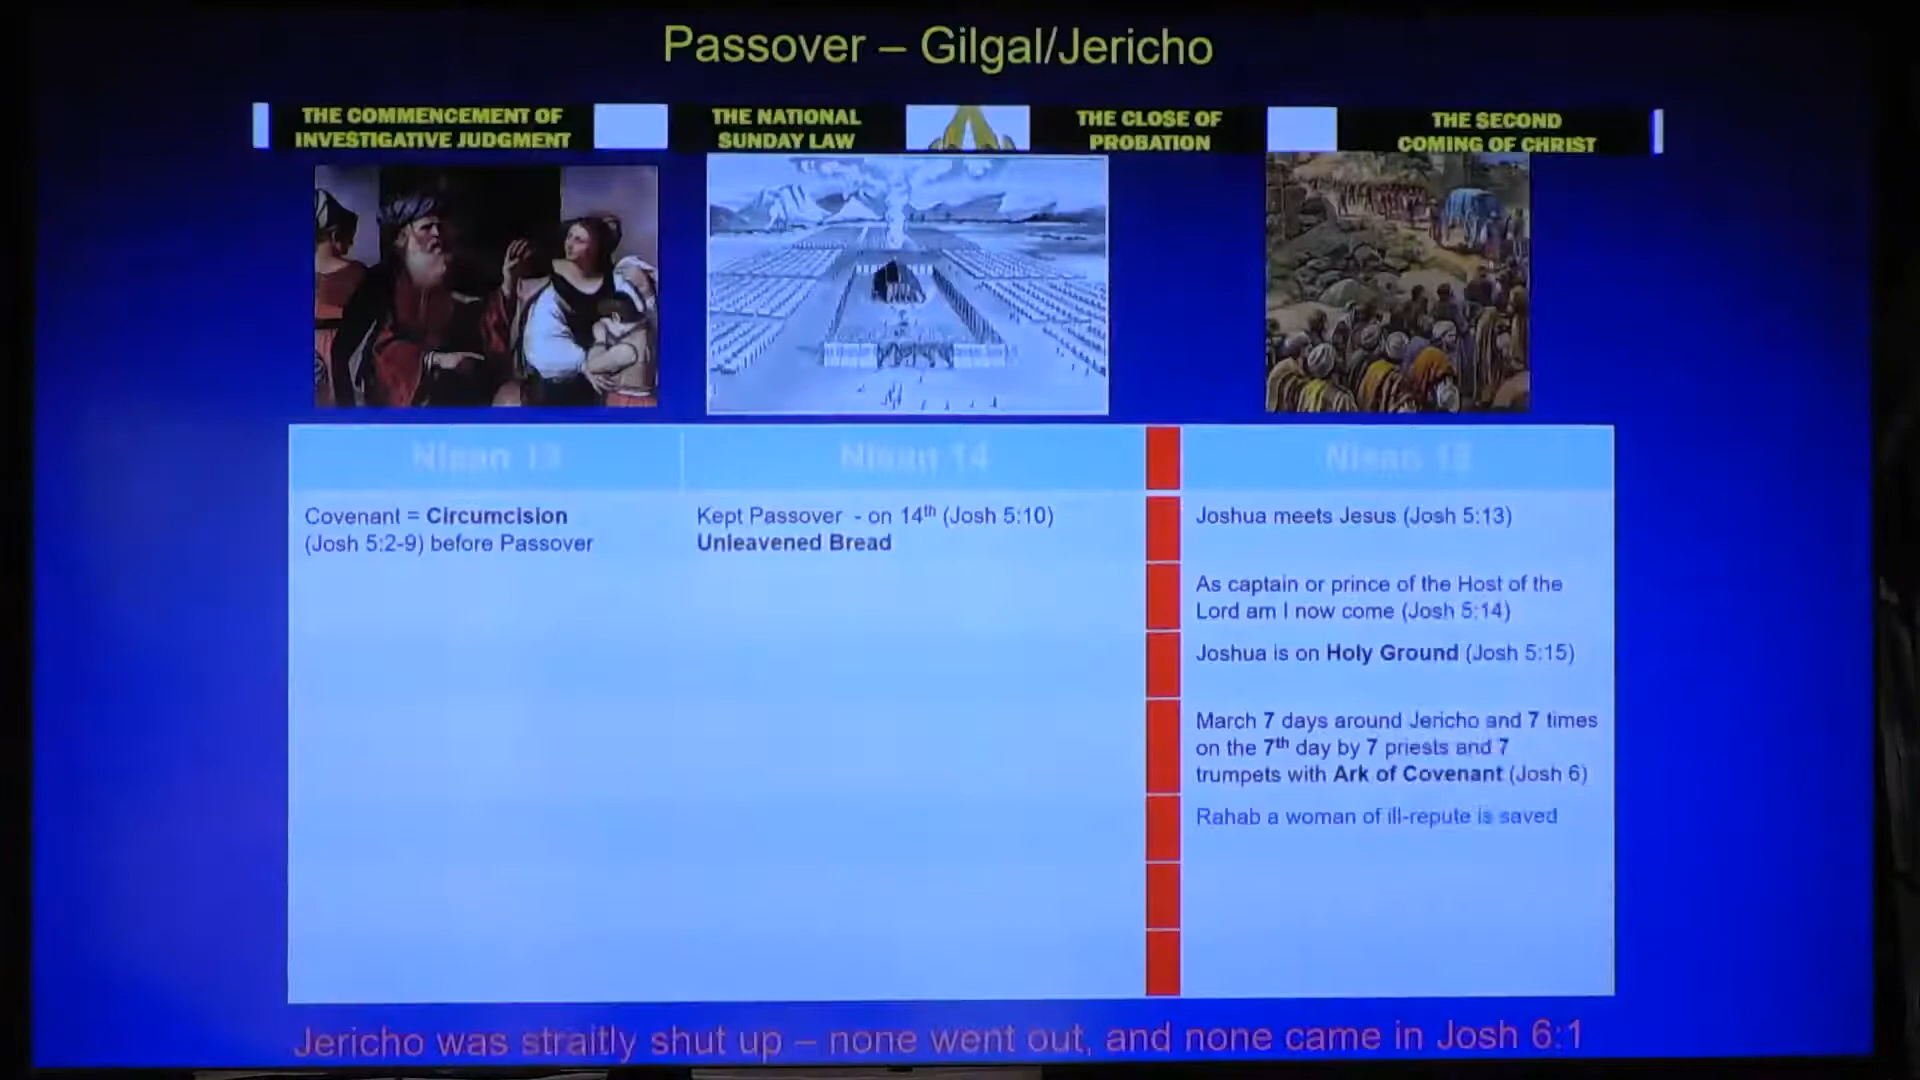 Passover – Gilgal/Jericho
THE COMMENCEMENT OF
INVESTIGATIVE JUDGMENT
THE NATIONAL
SUNDAY LAW
THE CLOSE OF
PROBATION
THE SECOND
COMING OF CHRIST
Nisan 13
Nisan 14
Nisan
Covenant = Circumcision
(Josh 5:2-9) before Passover
Kept Passover - on 14th (Josh 5:10)
Unleavened Bread
Joshua meets Jesus (Josh 5:13)
As captain or prince of the Host of the
Lord am I now come (Josh 5:14)
Joshua is on Holy Ground (Josh 5:15)
March 7 days around Jericho and 7 times
on the 7th day by 7 priests and 7
trumpets with Ark of Covenant (Josh 6)
Rahab a woman of ill-repute is saved
Jericho was straitly shut up – none went out, and none came in Josh 6:1